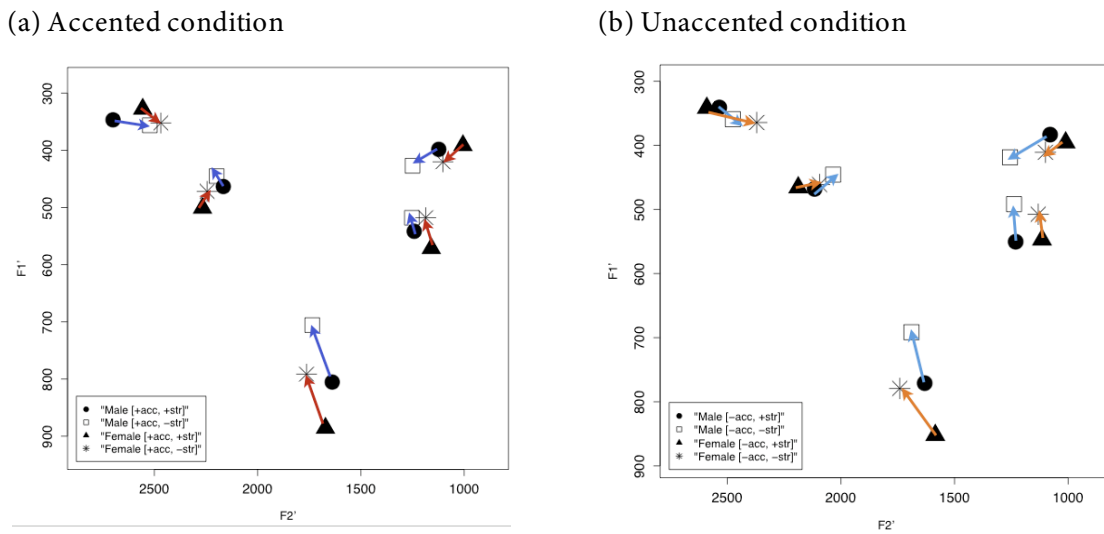 (a) Accented condition
300
400
500
600
700
800
900
F1'
2500
2000
1500
1000
F2'
"Male [+acc, +str]"
"Male [+acc, −str]"
"Female [+acc, +str]"
"Female [+acc, −str]"
(b) Unaccented condition
300
400
500
600
700
800
900
F1'
2500
2000
1500
1000
F2'
"Male [−acc, +str]"
"Male [−acc, −str]"
"Female [−acc, +str]"
"Female [−acc, −str]"